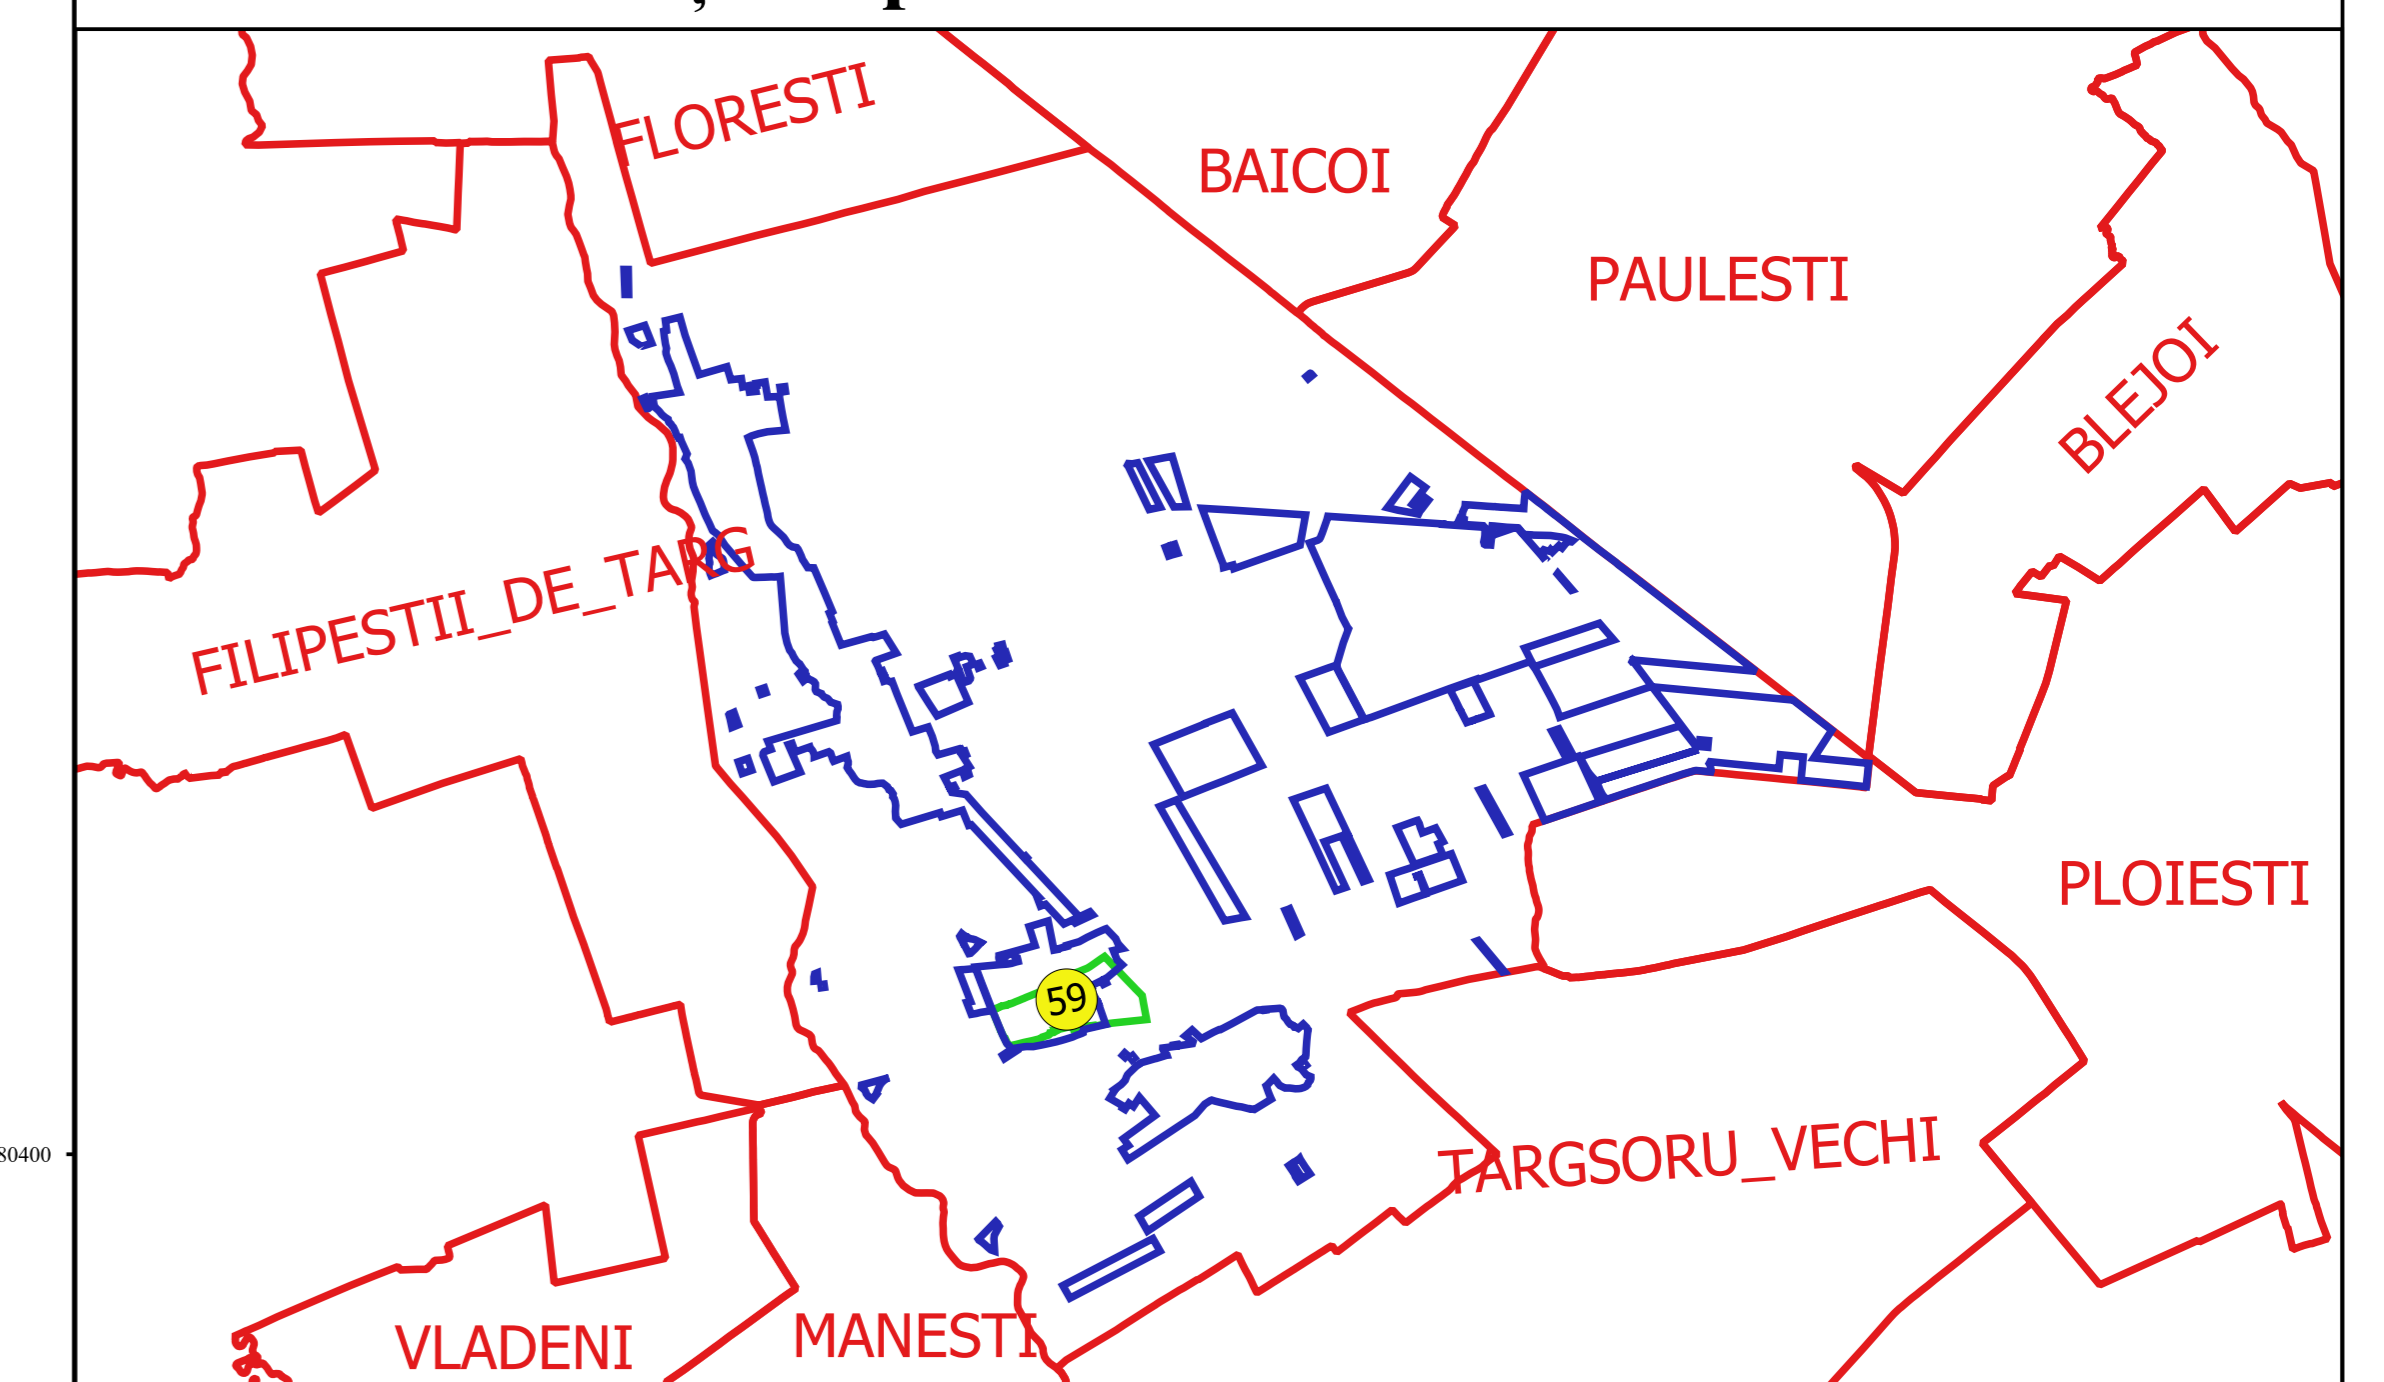 FLORESTI
BAICOI
PAULESTI
BLEJOI
FILIPESTII_DE_TARG
PLOIESTI
59
TARGSORU_VECHI
80400
VLADENI
MANESTI